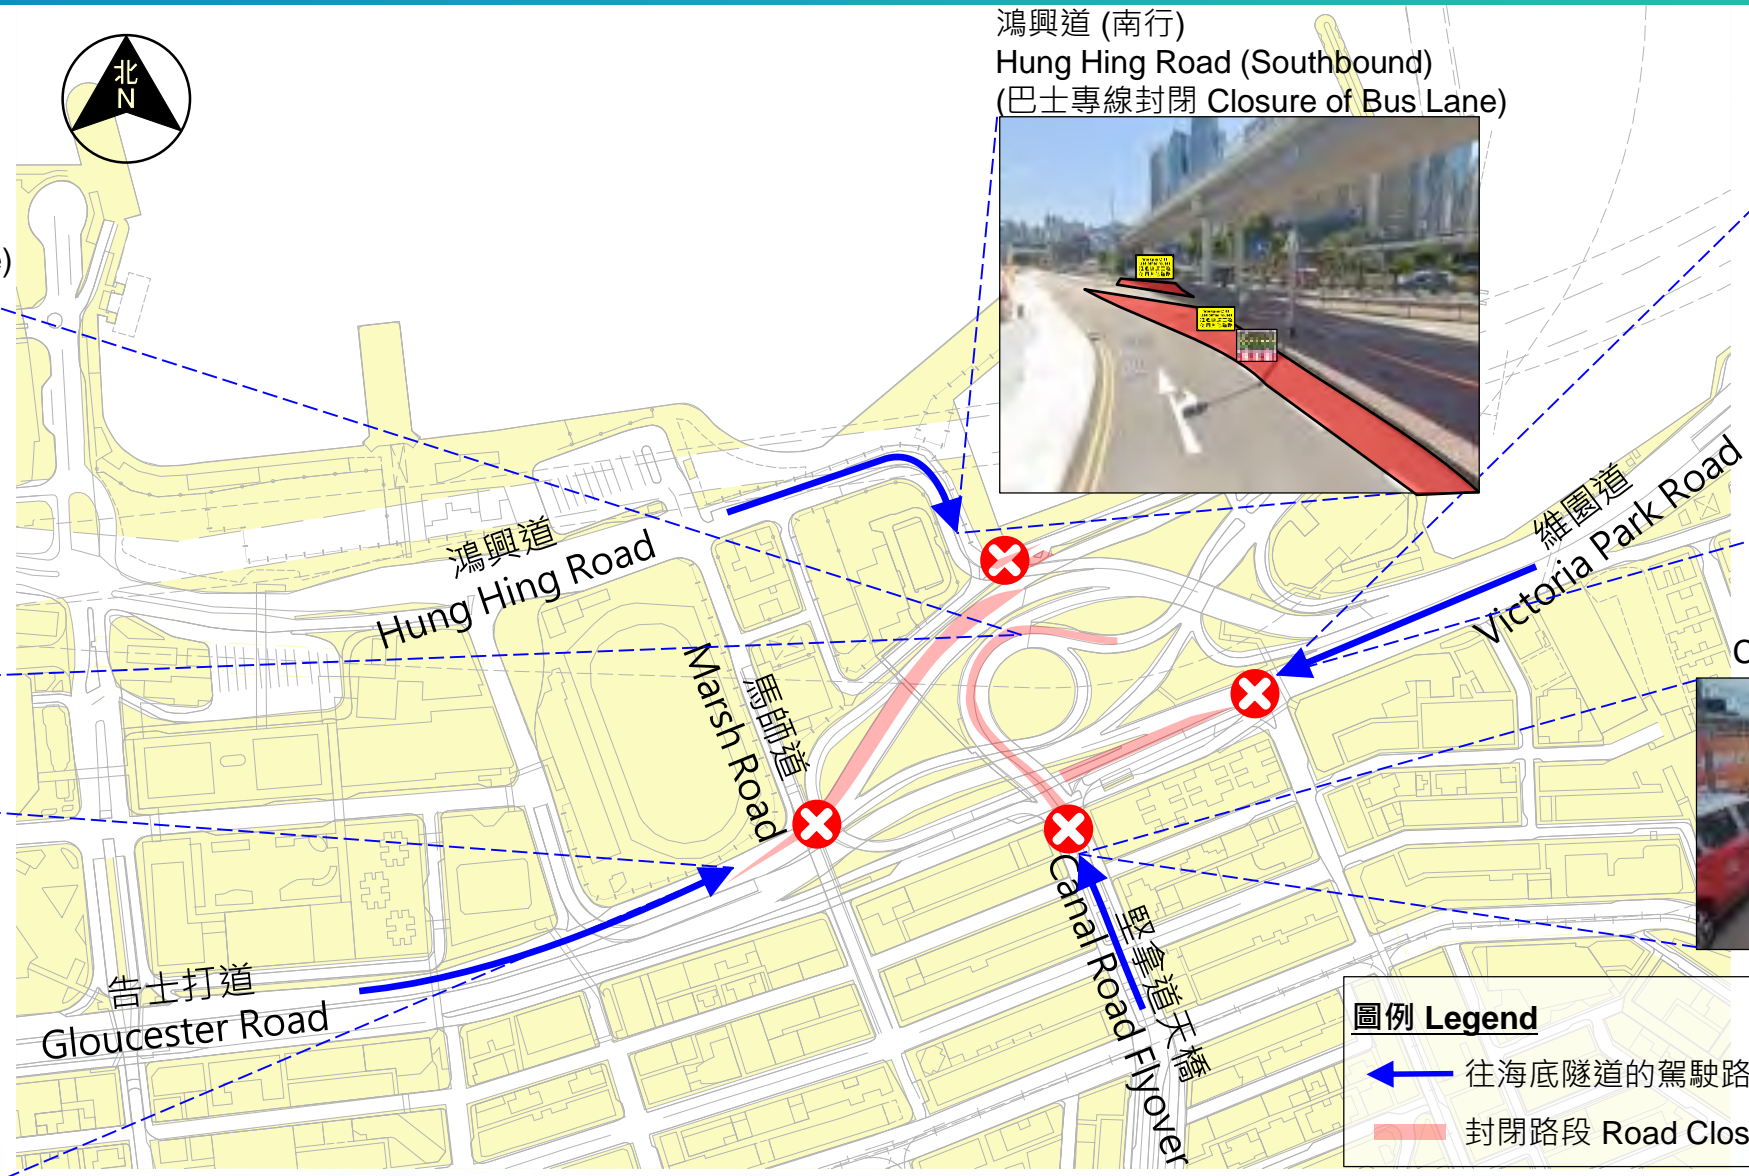 鴻興道 (南行)
Hung Hing Road (Southbound)
(巴士專線封閉 Closure of Bus Lane)
北
N
)
鴻興道
Hung Hing Road
馬師道
Marsh Road
維園道
Victoria Park Road
告士打道
Gloucester Road
堅拿道天橋
Canal Road Flyover
圖例 Legend
往海底隧道的駕駛路
封閉路段 Road Clos